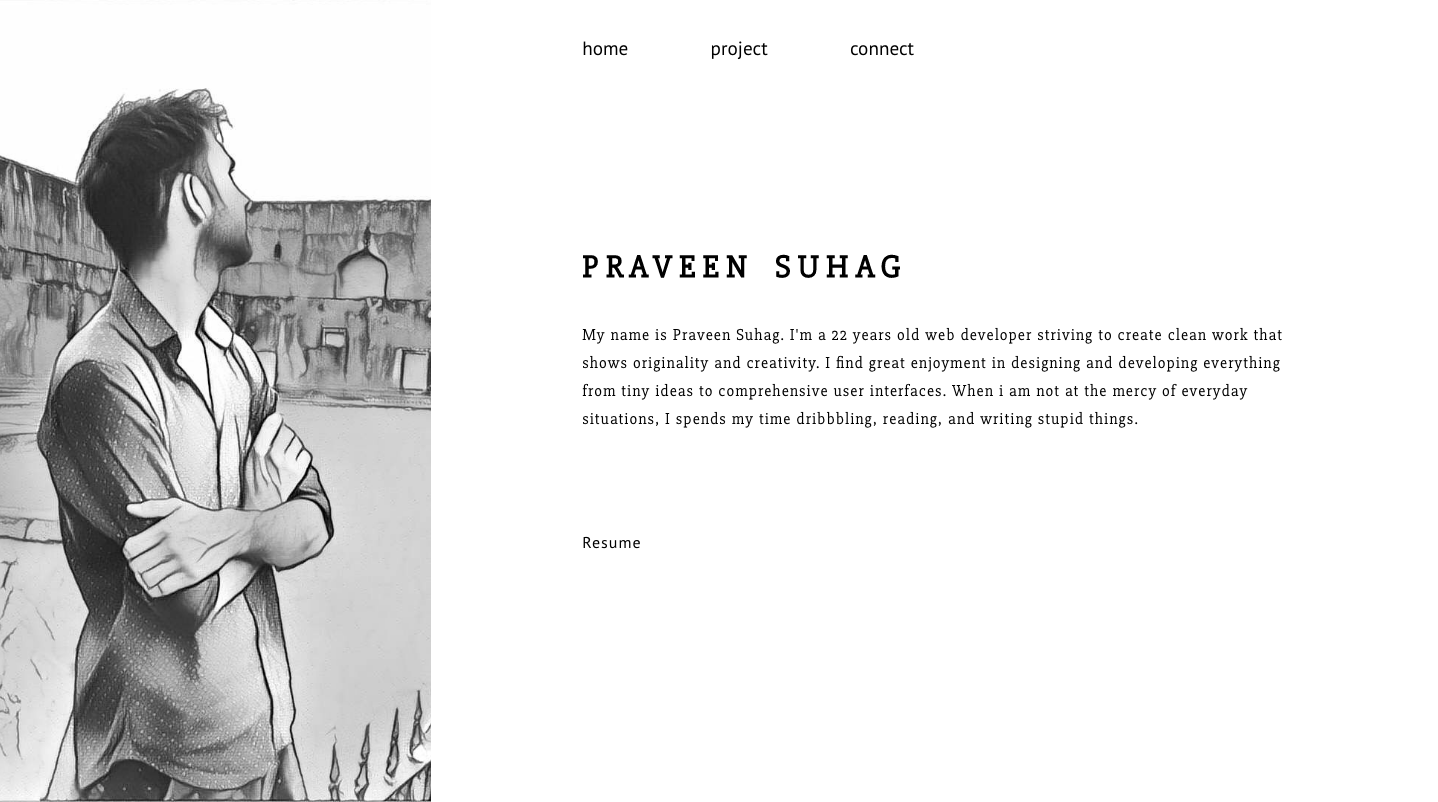 home project connect
PRAVEEN SUHAG
My name is Praveen Suhag. I'm a 22 years old web developer striving to create clean work that
shows originality and creativity. I find great enjoyment in designing and developing everything
from tiny ideas to comprehensive user interfaces. When i am not at the mercy of everyday
situations, I spends my time dribbbling, reading, and writing stupid things.
Resume